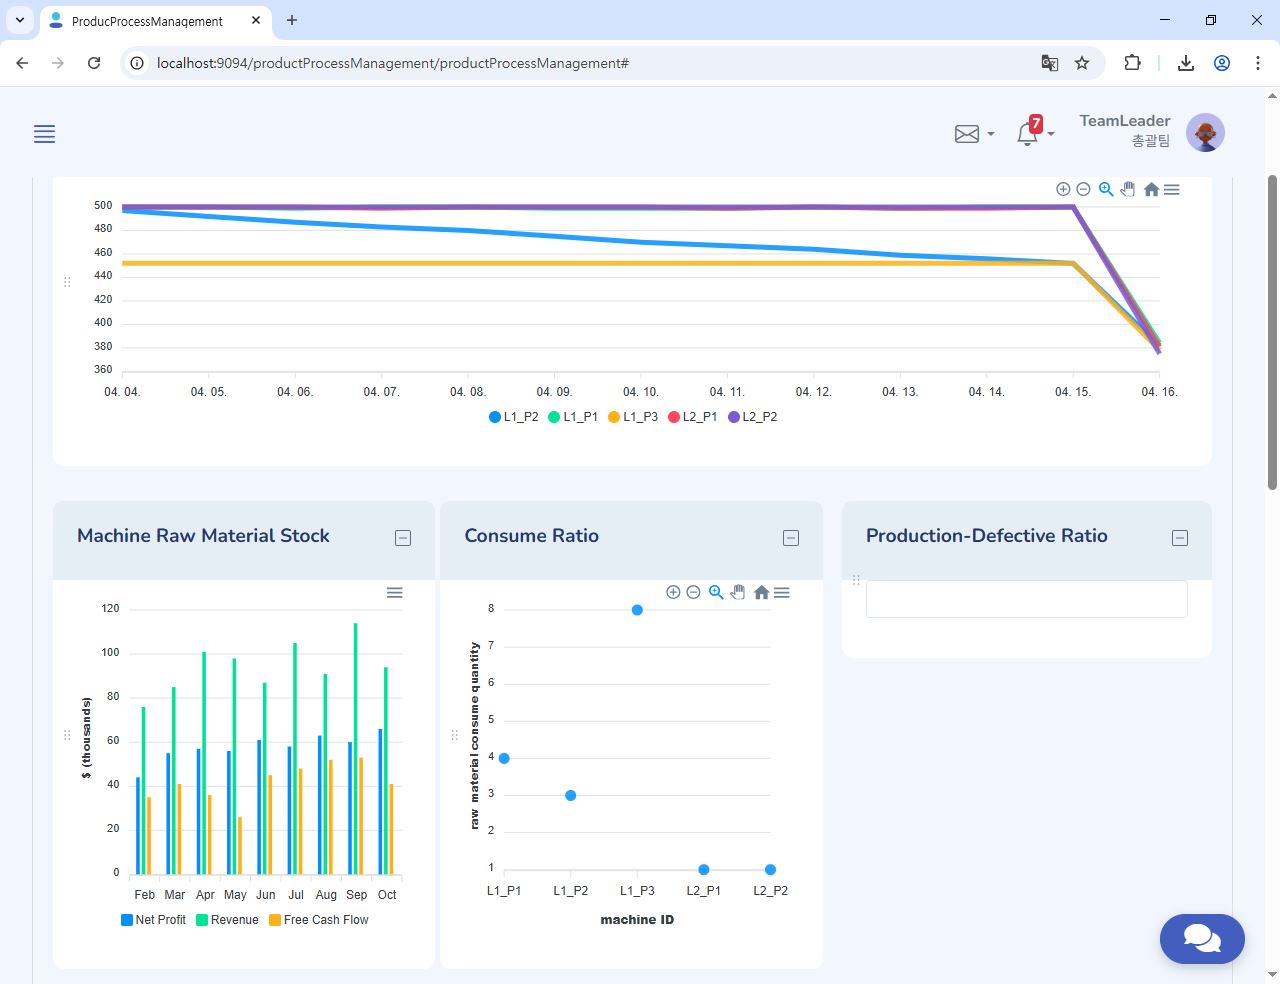 ProducProcessManagement
localhost:9094/productProcessManagement/productProcessManagement#
7
TeamLeader
총괄팀
500
480
460
440
420
400
380
360
04. 04. 04. 05. 04. 06. 04. 07. 04. 08. 04. 09. 04. 10. 04. 11. 04. 12. 04. 13. 04. 14. 04. 15. 04. 16.
L1_P2 L1_P1 L1_P3 L2_P1 L2_P2
Machine Raw Material Stock
$ (thousands)
120
100
80
60
40
20
0
Feb Mar Apr May Jun Jul Aug Sep Oct
Net Profit Revenue Free Cash Flow
Consume Ratio
raw material consume quantity
8
7
6
5
4
3
2
1
L1_P1 L1_P2 L1_P3 L2_P1 L2_P2
machine ID
Production-Defective Ratio